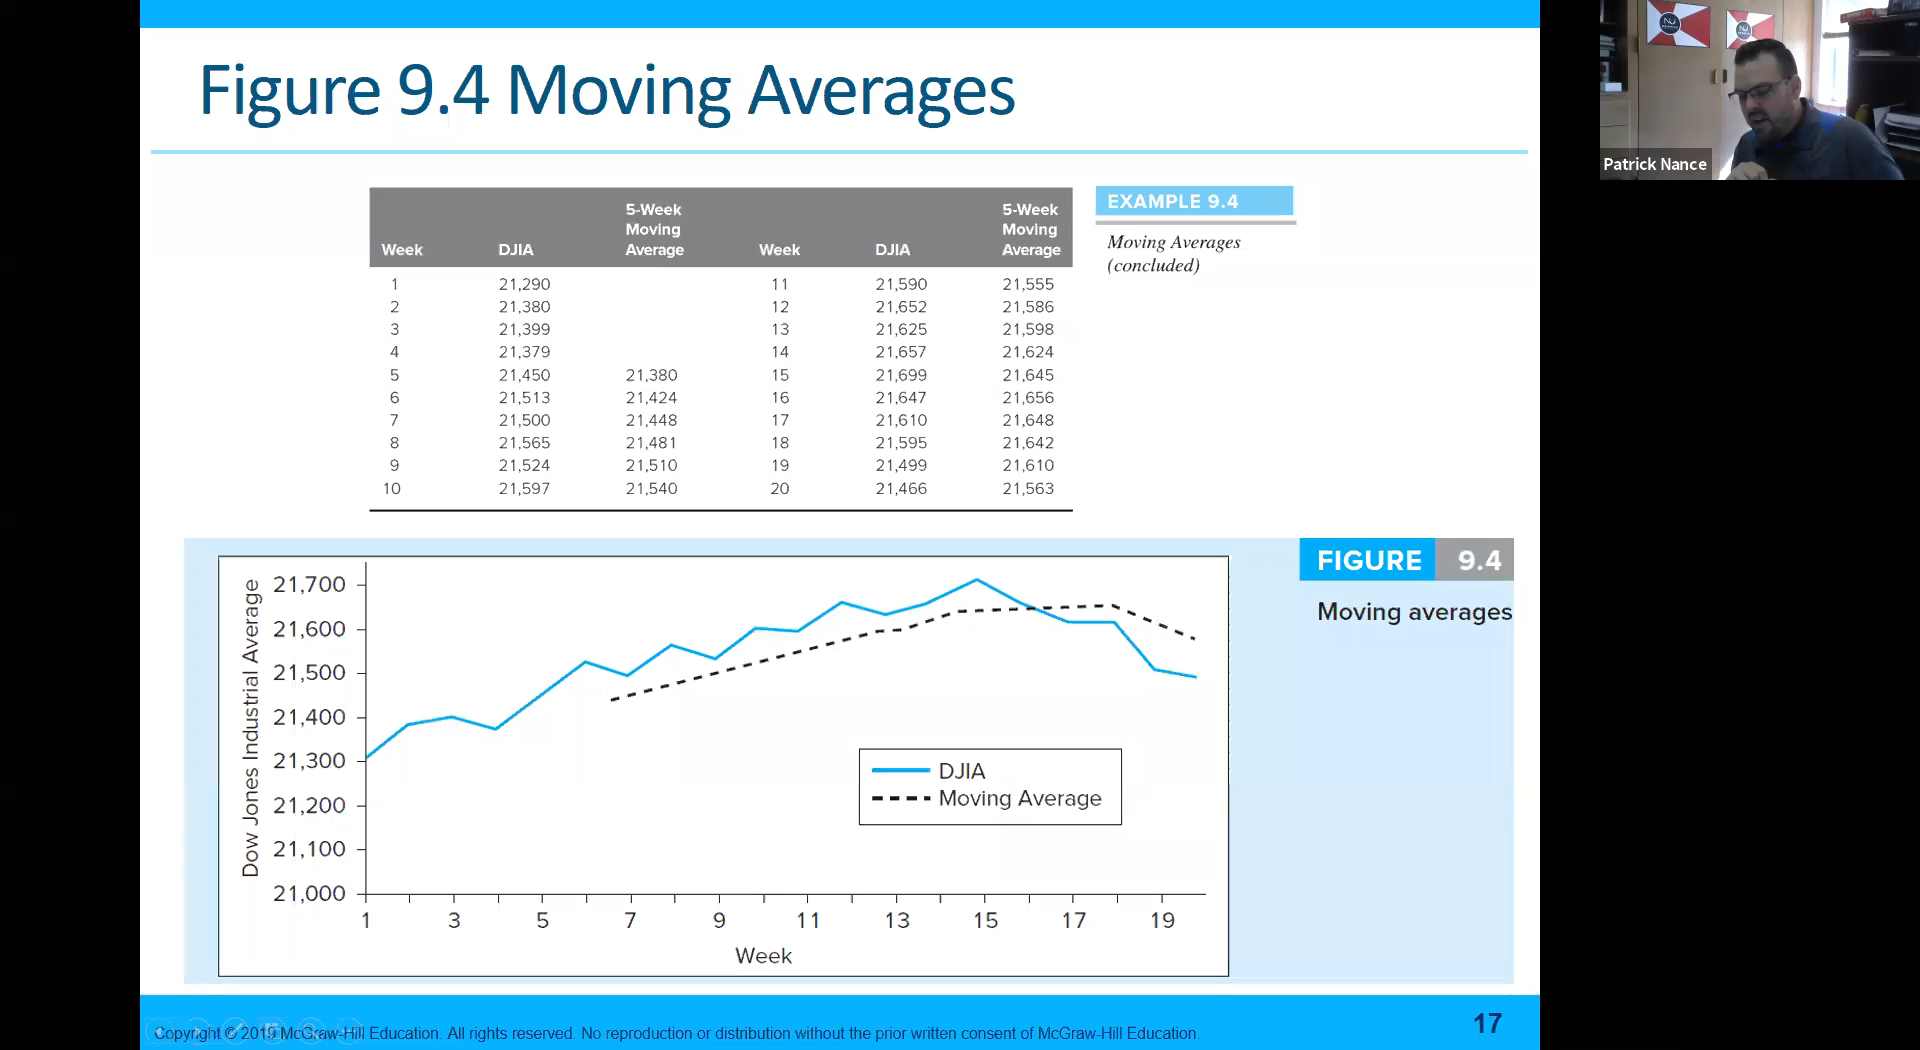 Figure 9.4 Moving Averages
Patrick Nance
5-Week 5-Week
Moving Moving
Week DJIA Average Week DJIA Average
1 21,290 11 21,590 21,555
2 21,380 12 21,652 21,586
3 21,399 13 21,625 21,598
4 21,379 14 21,657 21,624
5 21,450 21,380 15 21,699 21,645
6 21,513 21,424 16 21,647 21,656
7 21,500 21,448 17 21,610 21,648
8 21,565 21,481 18 21,595 21,642
9 21,524 21,510 19 21,499 21,610
10 21,597 21,540 20 21,466 21,563
EXAMPLE 9.4
Moving Averages
(concluded)
FIGURE 9.4
Moving averages
Dow Jones Industrial Average
21,700
21,600
21,500
21,400
21,300
21,200
21,100
21,000
DJIA
Moving Average
1 3 5 7 9 11 13 15 17 19
Week
Copyright © 2019 McGraw-Hill Education. All rights reserved. No reproduction or distribution without the prior written consent of McGraw-Hill Education.
17